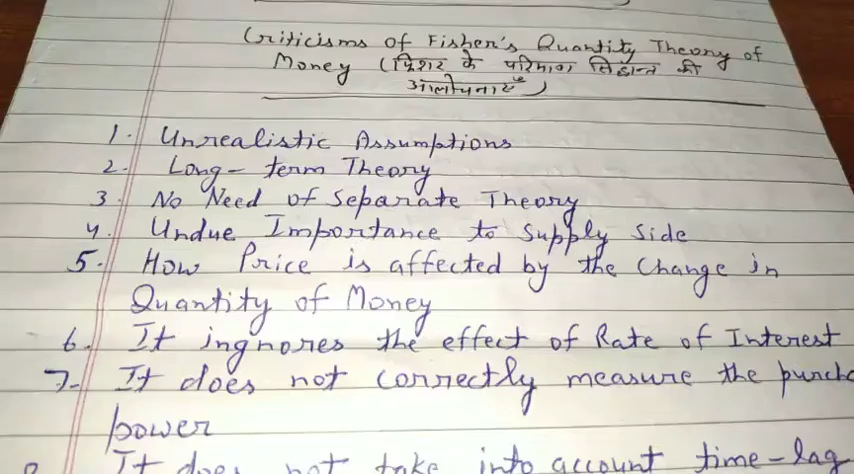 Criticisms of Fisher's Quantity Theory of
Money (फिशर के परिमाण सिद्धान्त की
आलोचनाएँ)
1. Unrealistic Assumptions
2. Long-term Theory
3. No Need of Separate Theory
4. Undue Importance to Supply Side
5. How Price is affected by the Change in
Quantity of Money
6. It ingnores the effect of Rate of Interest
7. It does not correctly measure the
power
It does not take into account time-lag